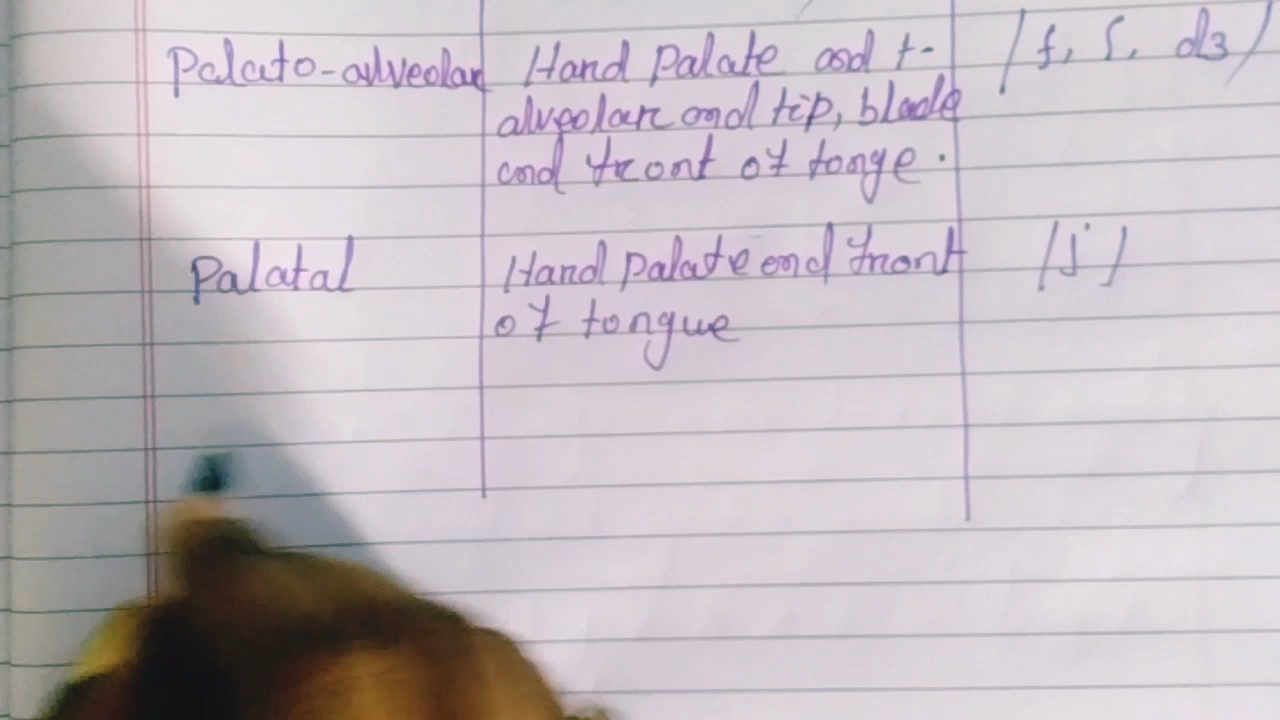 Palato-alveolar Hand Palate and t- /f, ʃ, dʒ/
alveolar and tip, blade
and front of tonge.
Palatal Hand palate and front /j/
of tongue